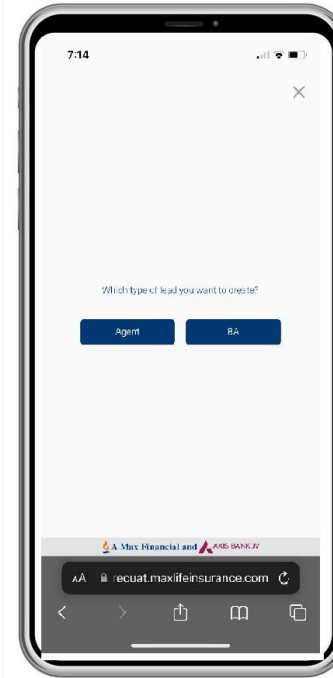 7:14
Which type of lead you want to create?
Agent BA
A Max Financial and AXIS BANK JV
AA recuat.maxlifeinsurance.com